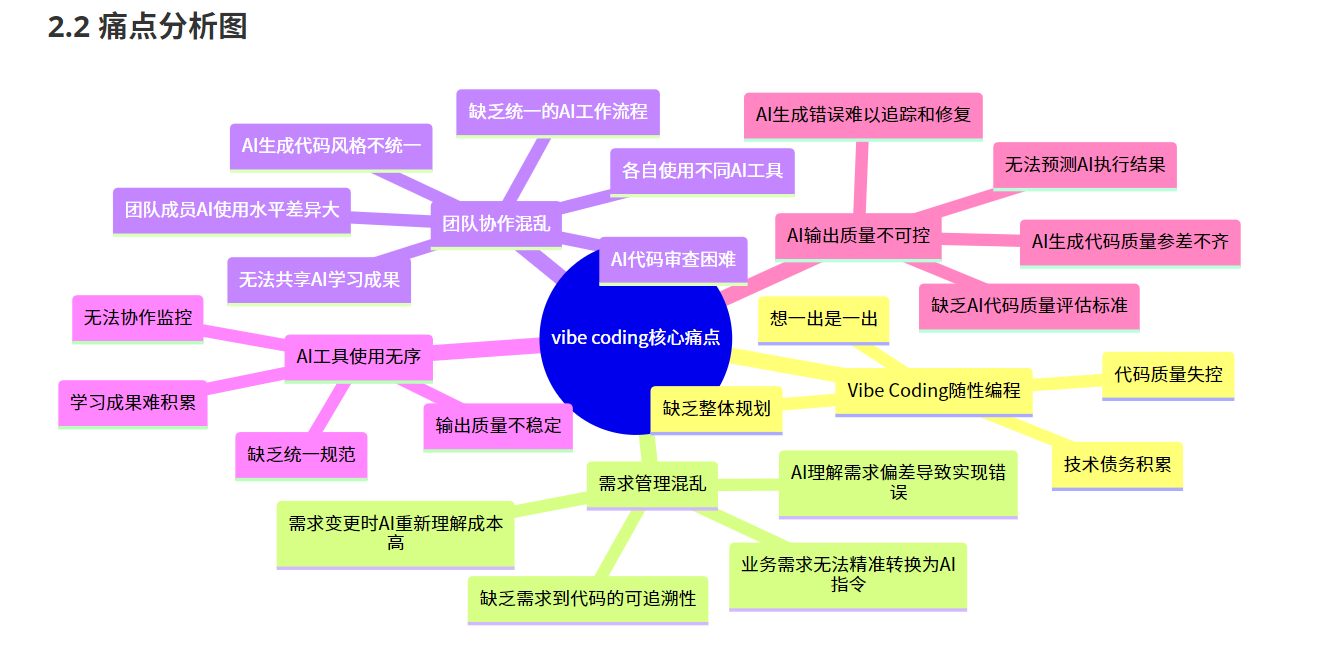 2.2 痛点分析图
缺乏统一的AI工作流程
AI生成代码风格不统一
各自使用不同AI工具
团队成员AI使用水平差异大
团队协作混乱
AI代码审查困难
无法共享AI学习成果
AI生成错误难以追踪和修复
无法预测AI执行结果
AI输出质量不可控
AI生成代码质量参差不齐
缺乏AI代码质量评估标准
vibe coding核心痛点
无法协作监控
AI工具使用无序
学习成果难积累
输出质量不稳定
缺乏统一规范
想一出是一出
Vibe Coding随性编程
代码质量失控
缺乏整体规划
技术债务积累
需求管理混乱
AI理解需求偏差导致实现错
误
需求变更时AI重新理解成本
高
业务需求无法精准转换为AI
指令
缺乏需求到代码的可追溯性